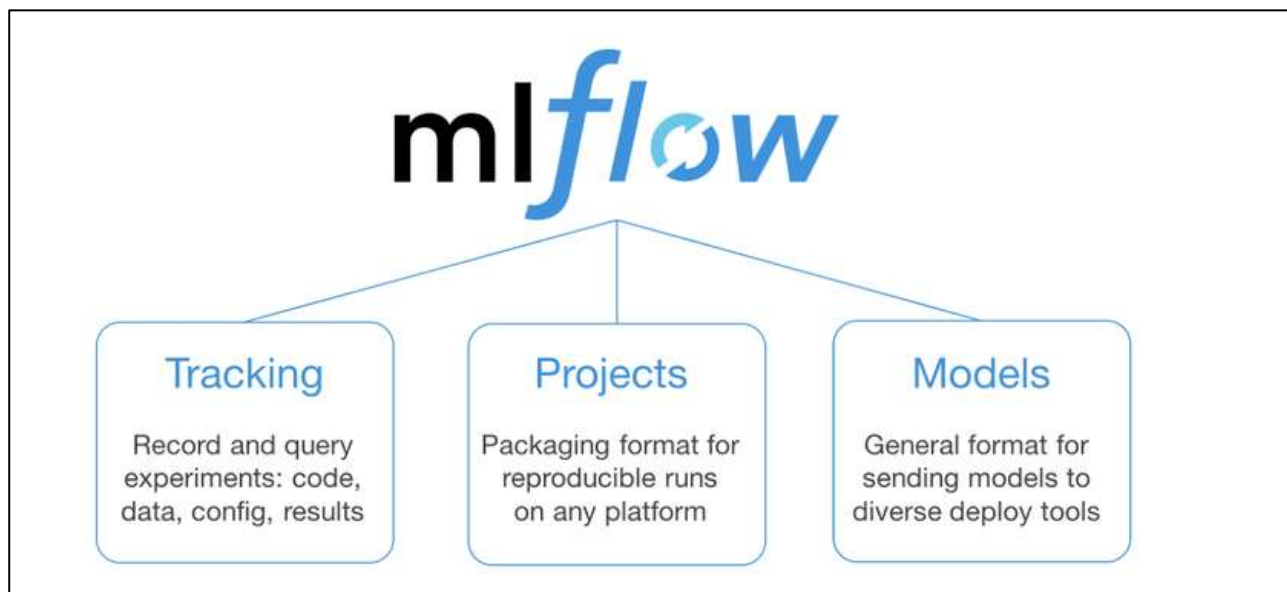 mlflow
Tracking
Record and query
experiments: code,
data, config, results
Projects
Packaging format for
reproducible runs
on any platform
Models
General format for
sending models to
diverse deploy tools